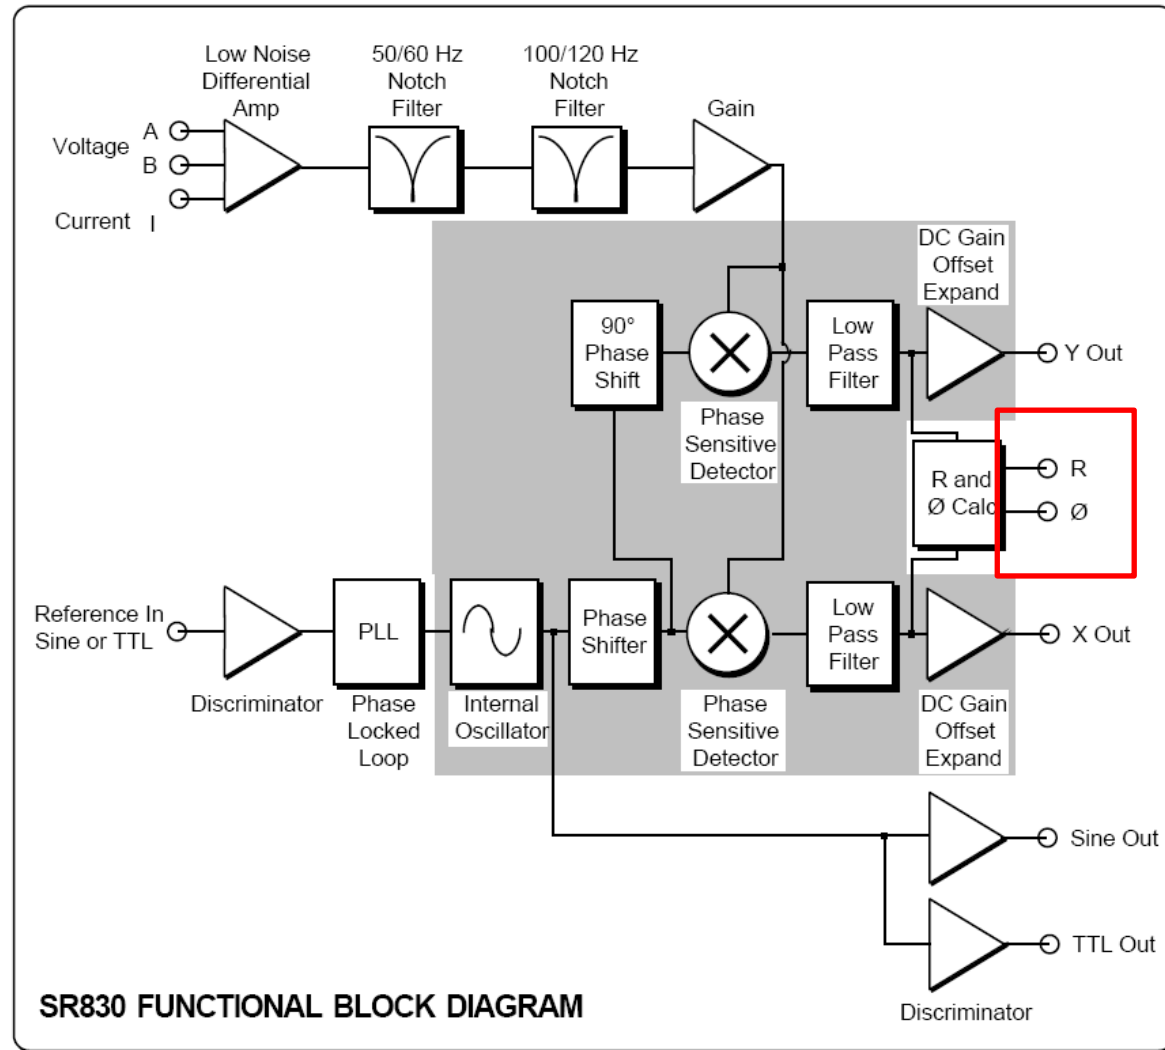 Low Noise
Differential
Amp
50/60 Hz
Notch
Filter
100/120 Hz
Notch
Filter
Gain
Voltage
A
B
Current
I
DC Gain
Offset
Expand
90°
Phase
Shift
Low
Pass
Filter
Y Out
Phase
Sensitive
Detector
R and
Ø Calc
R
Ø
Reference In
Sine or TTL
PLL
Phase
Shifter
Low
Pass
Filter
X Out
Discriminator
Phase
Locked
Loop
Internal
Oscillator
Phase
Sensitive
Detector
DC Gain
Offset
Expand
Sine Out
TTL Out
Discriminator
SR830 FUNCTIONAL BLOCK DIAGRAM